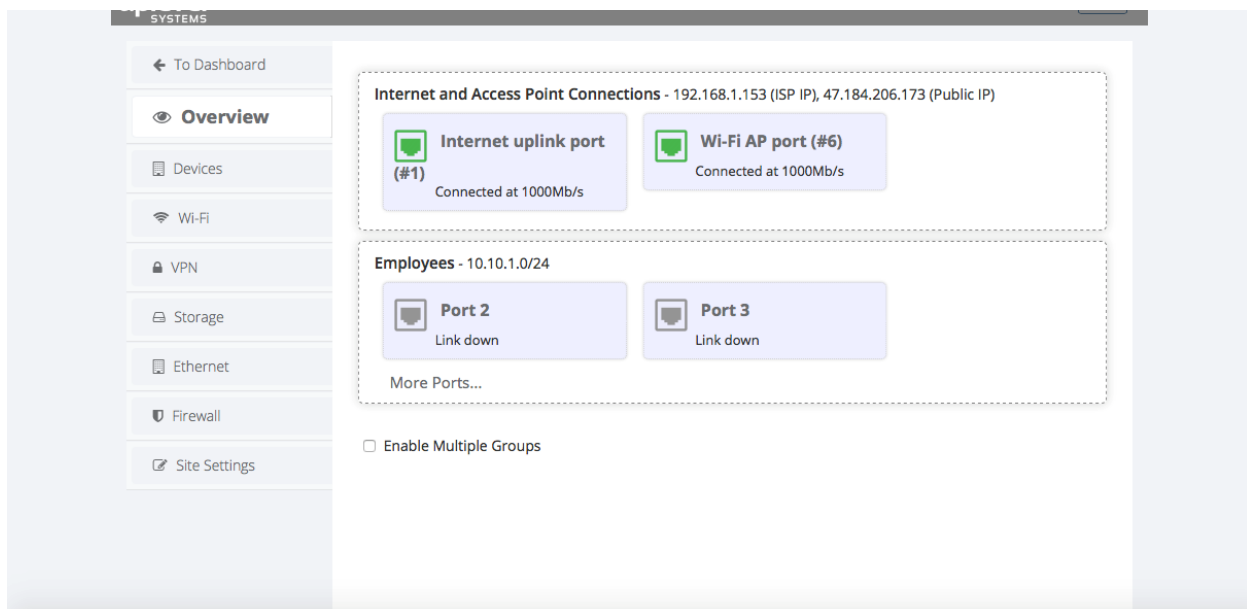 SYSTEMS
To Dashboard
Overview
Devices
Wi-Fi
VPN
Storage
Ethernet
Firewall
Site Settings
Internet and Access Point Connections - 192.168.1.153 (ISP IP), 47.184.206.173 (Public IP)
Internet uplink port
(#1)
Connected at 1000Mb/s
Wi-Fi AP port (#6)
Connected at 1000Mb/s
Employees - 10.10.1.0/24
Port 2
Link down
Port 3
Link down
More Ports...
Enable Multiple Groups